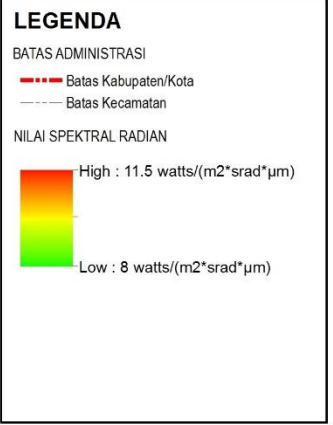 LEGENDA
BATAS ADMINISTRASI
Batas Kabupaten/Kota
Batas Kecamatan
NILAI SPEKTRAL RADIAN
High : 11.5 watts/(m2*srad*µm)
Low : 8 watts/(m2*srad*µm)